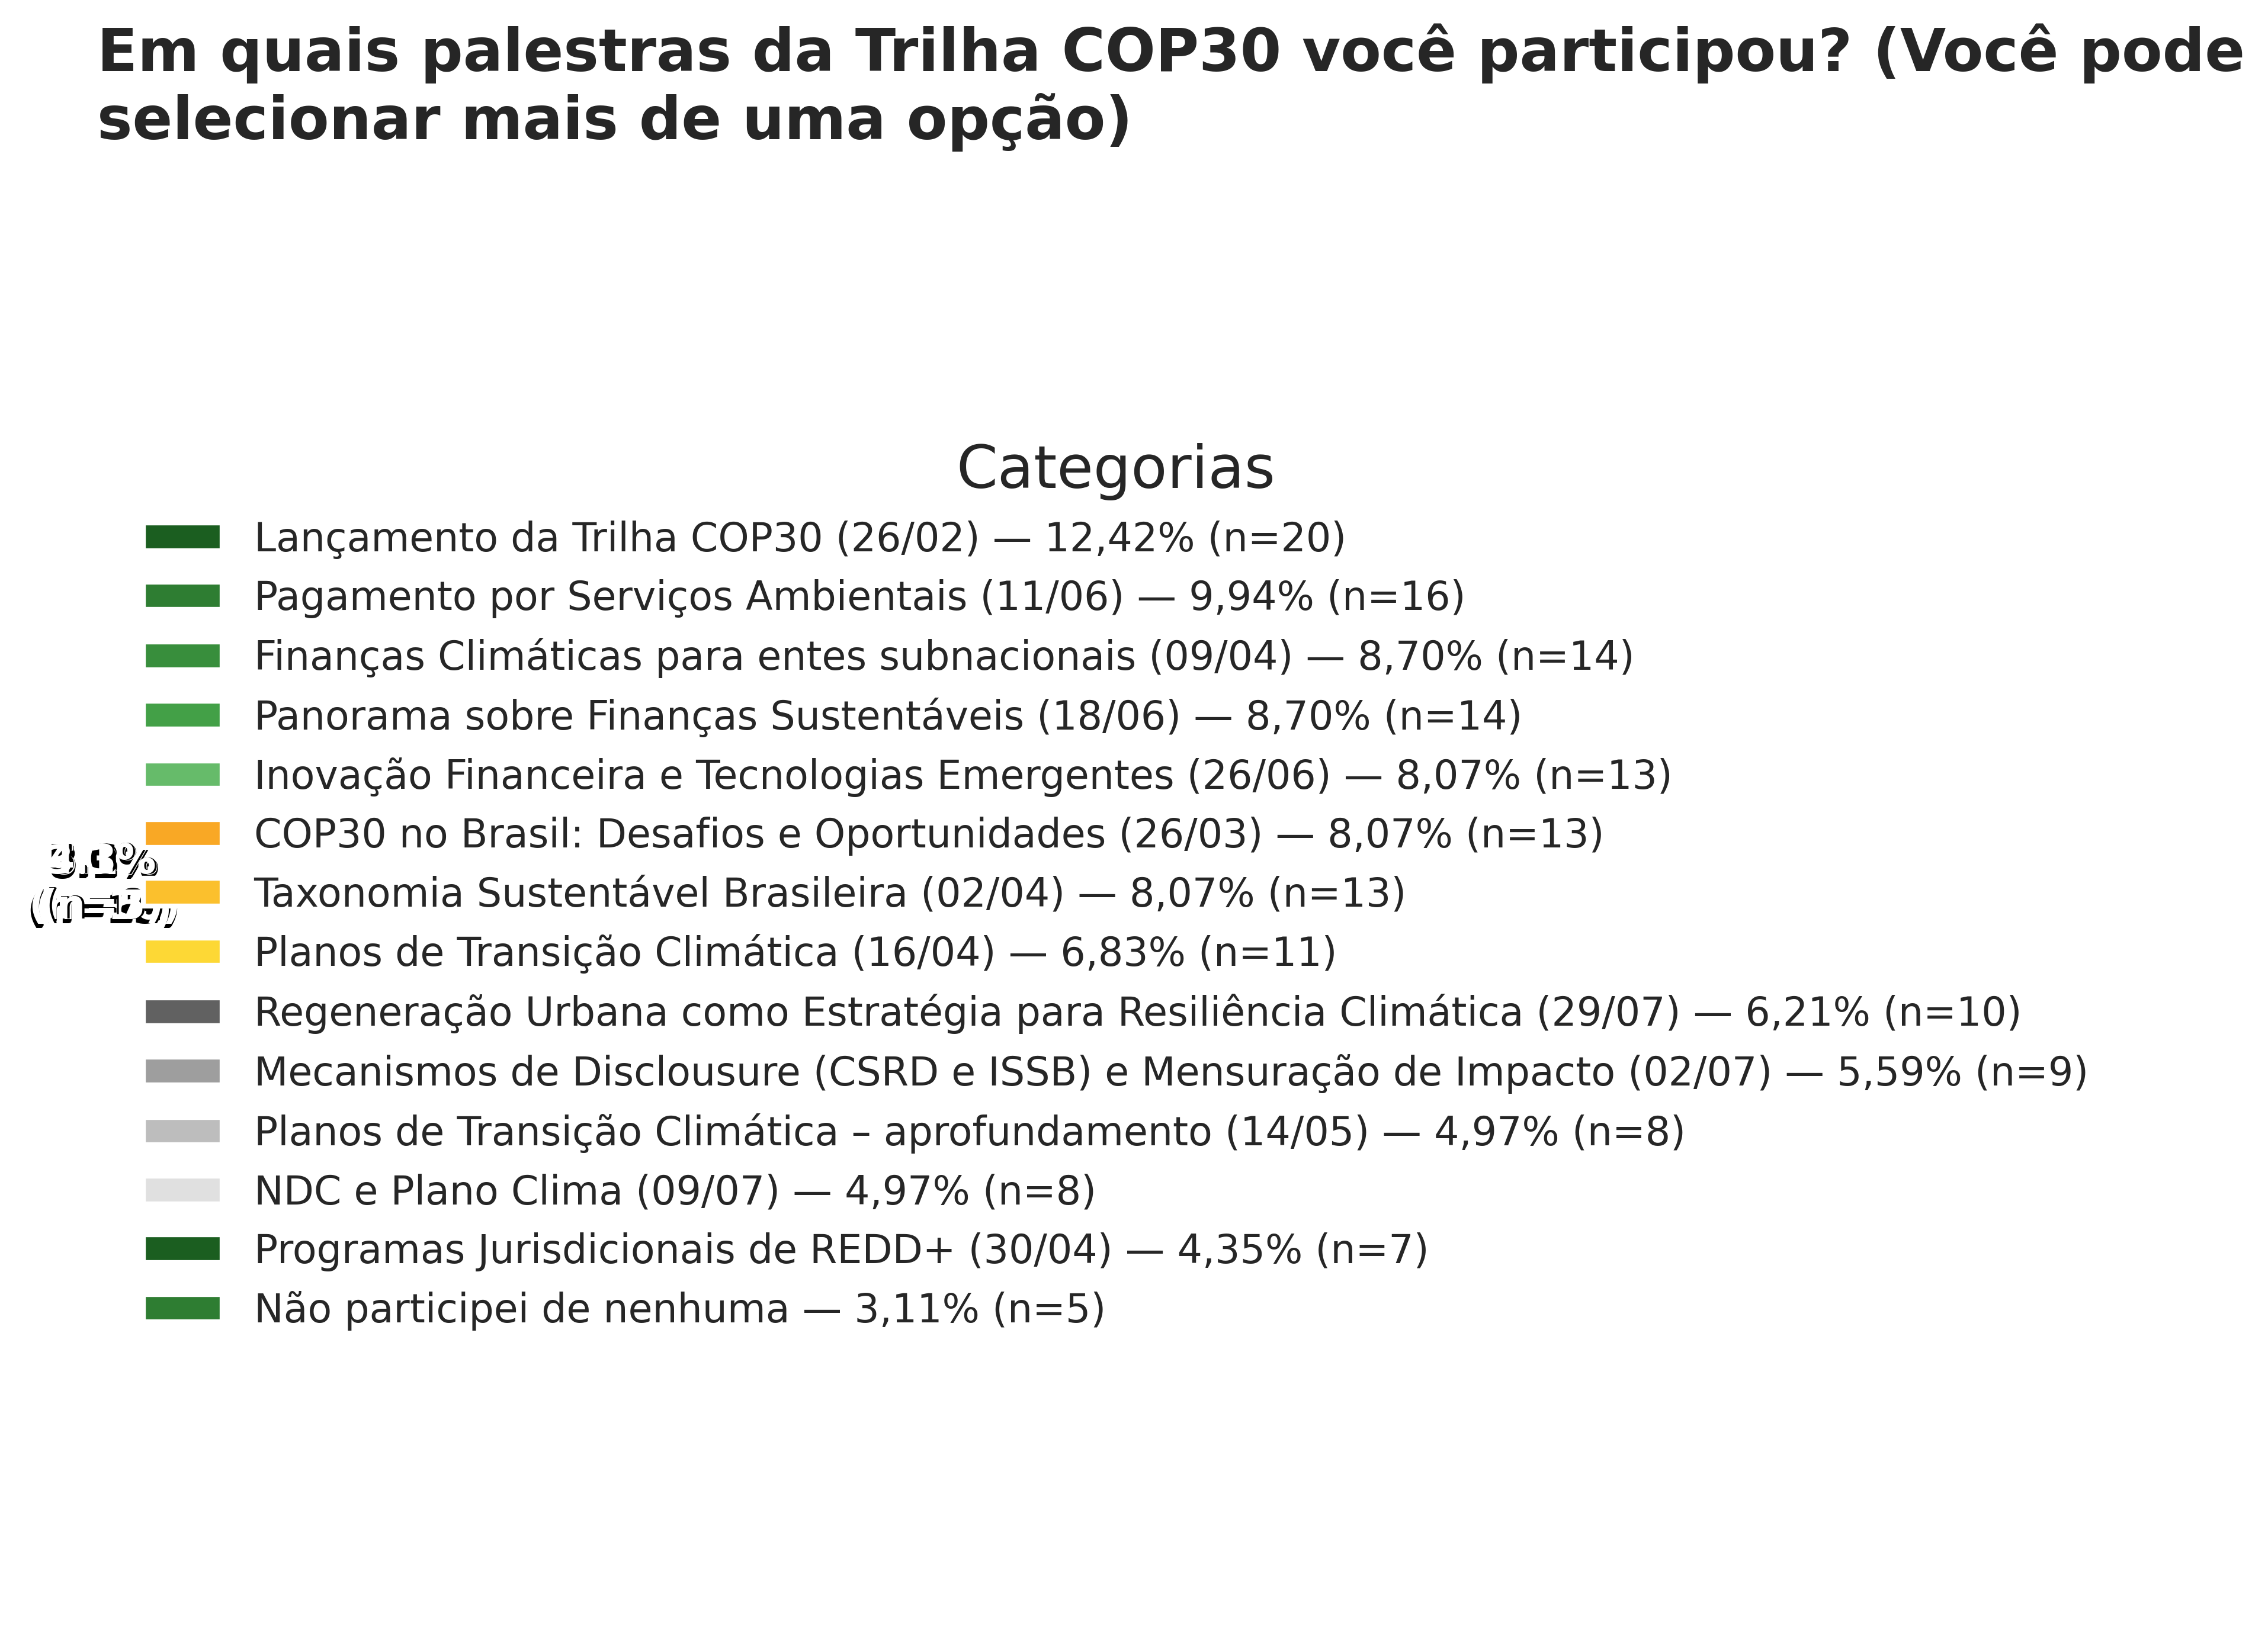 Em quais palestras da Trilha COP30 você participou? (Você pode
selecionar mais de uma opção)
Categorias
Lançamento da Trilha COP30 (26/02) — 12,42% (n=20)
Pagamento por Serviços Ambientais (11/06) — 9,94% (n=16)
Finanças Climáticas para entes subnacionais (09/04) — 8,70% (n=14)
Panorama sobre Finanças Sustentáveis (18/06) — 8,70% (n=14)
Inovação Financeira e Tecnologias Emergentes (26/06) — 8,07% (n=13)
COP30 no Brasil: Desafios e Oportunidades (26/03) — 8,07% (n=13)
Taxonomia Sustentável Brasileira (02/04) — 8,07% (n=13)
Planos de Transição Climática (16/04) — 6,83% (n=11)
Regeneração Urbana como Estratégia para Resiliência Climática (29/07) — 6,21% (n=10)
Mecanismos de Disclousure (CSRD e ISSB) e Mensuração de Impacto (02/07) — 5,59% (n=9)
Planos de Transição Climática – aprofundamento (14/05) — 4,97% (n=8)
NDC e Plano Clima (09/07) — 4,97% (n=8)
Programas Jurisdicionais de REDD+ (30/04) — 4,35% (n=7)
Não participei de nenhuma — 3,11% (n=5)